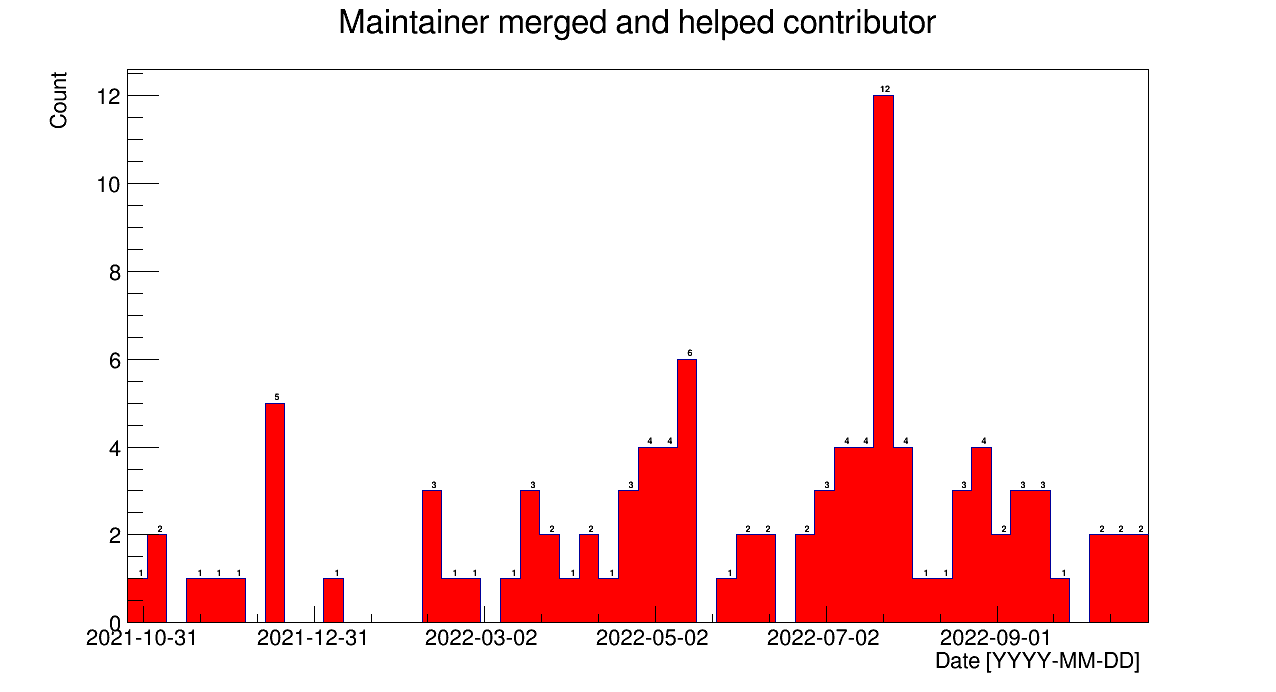 Maintainer merged and helped contributor
Count
12
10
8
6
4
2
0
12
6
5
4 4 4 4 4 4
3 3 3 3 3 3 3
2 2 2 2 2 2 2 2 2 2
1 1 1 1 1 1 1 1 1 1 1 1 1 1
2021-10-31 2021-12-31 2022-03-02 2022-05-02 2022-07-02 2022-09-01
Date [YYYY-MM-DD]